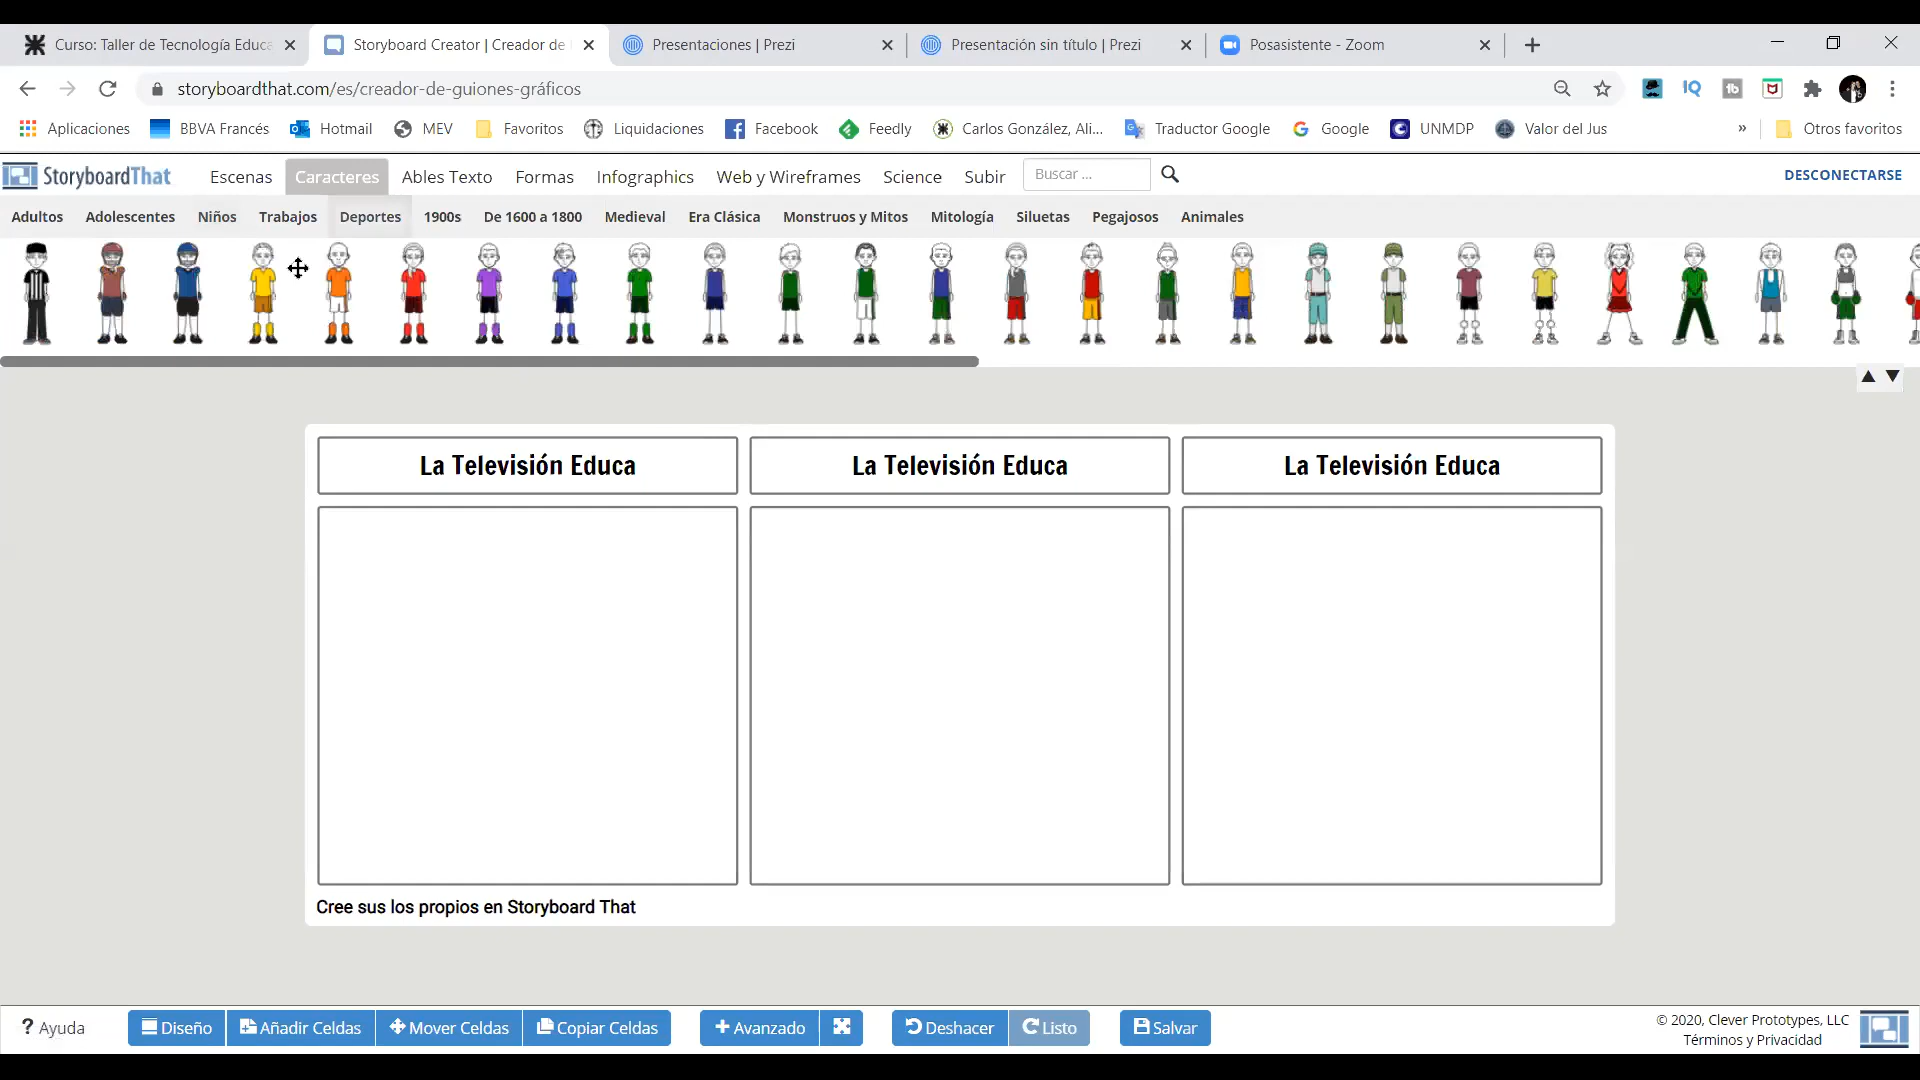 Curso: Taller de Tecnología Educa
Storyboard Creator | Creador de
Presentaciones | Prezi
Presentación sin título | Prezi
Posasistente - Zoom
storyboardthat.com/es/creador-de-guiones-gráficos
Aplicaciones BBVA Francés Hotmail MEV Favoritos Liquidaciones Facebook Feedly Carlos González, Ali... Traductor Google Google UNMDP Valor del Jus » Otros favoritos
StoryboardThat Escenas Caracteres Ables Texto Formas Infographics Web y Wireframes Science Subir Buscar ... DESCONECTARSE
Adultos Adolescentes Niños Trabajos Deportes 1900s De 1600 a 1800 Medieval Era Clásica Monstruos y Mitos Mitología Siluetas Pegajosos Animales
La Televisión Educa La Televisión Educa La Televisión Educa
Cree sus los propios en Storyboard That
? Ayuda Diseño Añadir Celdas Mover Celdas Copiar Celdas + Avanzado Deshacer Listo Salvar
© 2020, Clever Prototypes, LLC
Términos y Privacidad